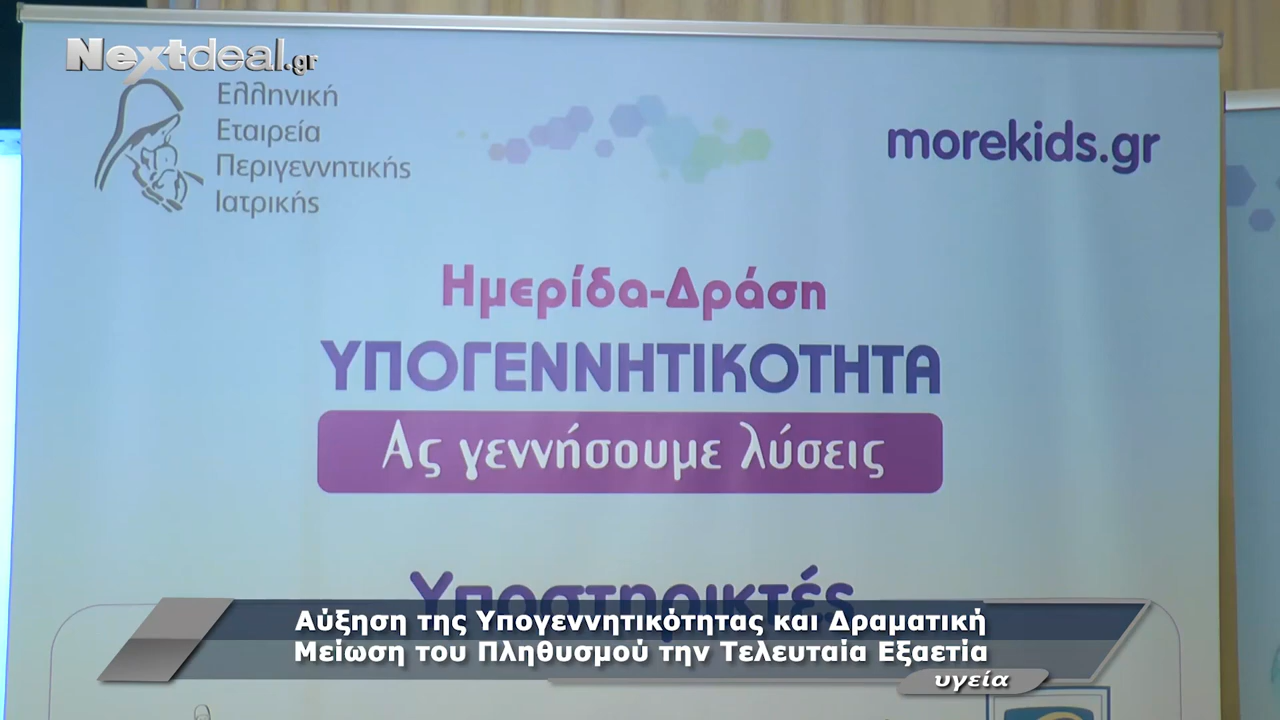 Nextdeal.gr
Ελληνική
Εταιρεία
Περιγεννητικής
Ιατρικής
morekids.gr
Ημερίδα-Δράση
ΥΠΟΓΕΝΝΗΤΙΚΟΤΗΤΑ
Ας γεννήσουμε λύσεις
Υποστηρικτές
Αύξηση της Υπογεννητικότητας και Δραματική
Μείωση του Πληθυσμού την Τελευταία Εξαετία
υγεία